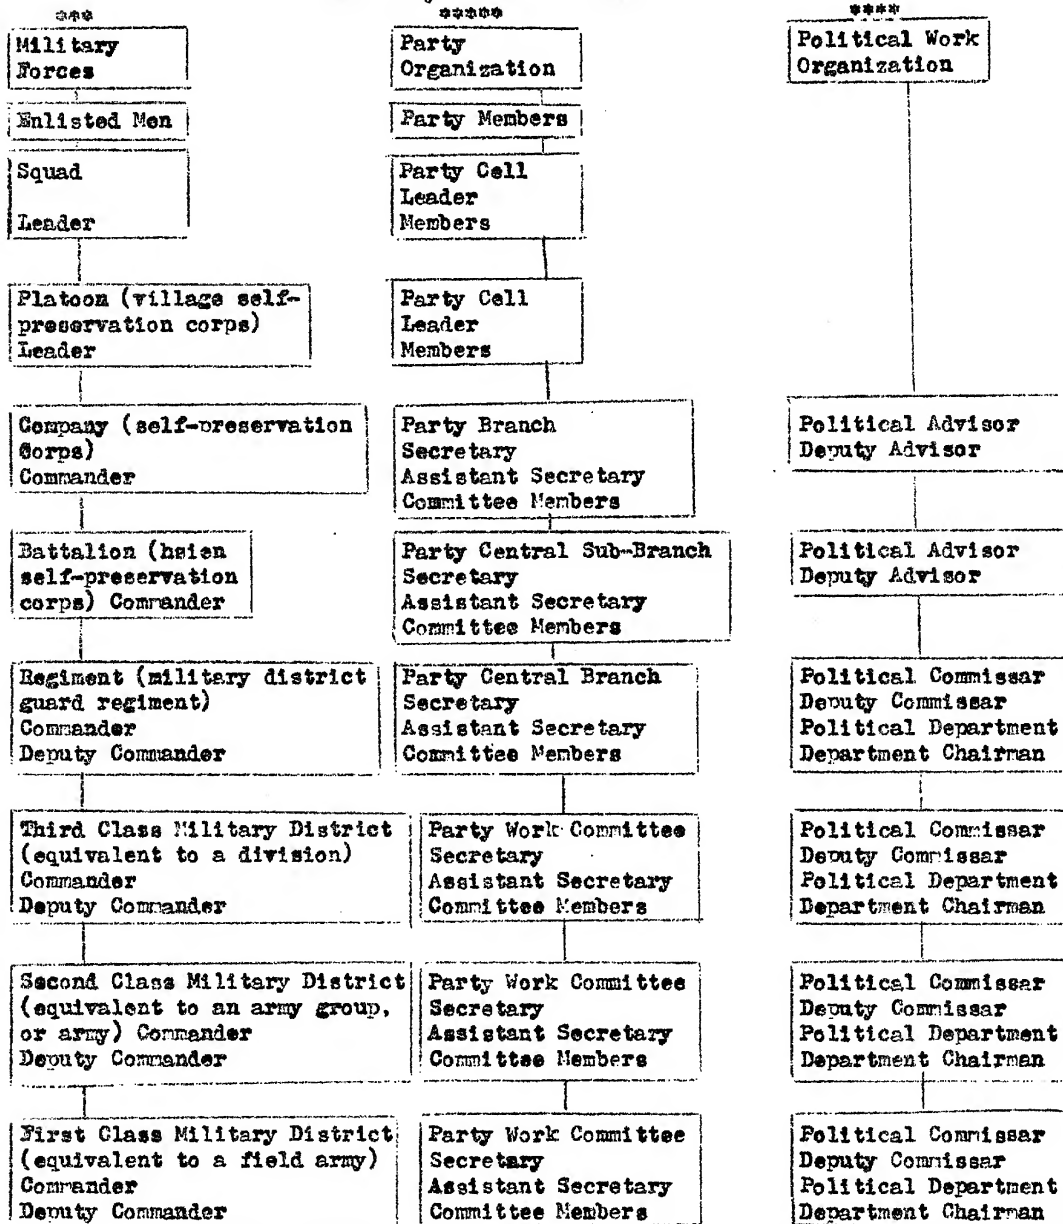 ***
Military
Forces
Enlisted Men
Squad
Leader
Platoon (village self-
preservation corps)
Leader
Company (self-preservation
Corps)
Commander
Battalion (hsien
self-preservation
corps) Commander
Regiment (military district
guard regiment)
Commander
Deputy Commander
Third Class Military District
(equivalent to a division)
Commander
Deputy Commander
Second Class Military District
(equivalent to an army group,
or army) Commander
Deputy Commander
First Class Military District
(equivalent to a field army)
Commander
Deputy Commander
*****
Party
Organization
Party Members
Party Cell
Leader
Members
Party Cell
Leader
Members
Party Branch
Secretary
Assistant Secretary
Committee Members
Party Central Sub-Branch
Secretary
Assistant Secretary
Committee Members
Party Central Branch
Secretary
Assistant Secretary
Committee Members
Party Work Committee
Secretary
Assistant Secretary
Committee Members
Party Work Committee
Secretary
Assistant Secretary
Committee Members
Party Work Committee
Secretary
Assistant Secretary
Committee Members
****
Political Work
Organization
Political Advisor
Deputy Advisor
Political Advisor
Deputy Advisor
Political Commissar
Deputy Commissar
Political Department
Department Chairman
Political Commissar
Deputy Commissar
Political Department
Department Chairman
Political Commissar
Deputy Commissar
Political Department
Department Chairman
Political Commissar
Deputy Commissar
Political Department
Department Chairman